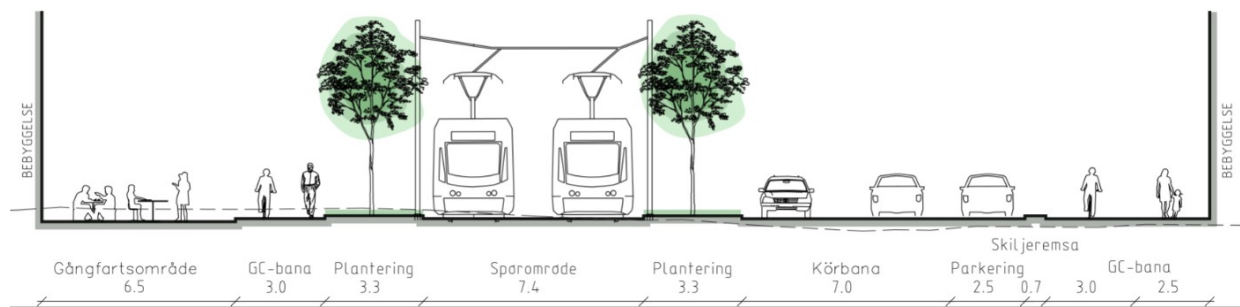 BEBYGGELSE
BEBYGGELSE
Skiljeremsa
Gångfartsområde GC-bana Plantering Spårområde Plantering Körbana Parkering GC-bana
6.5 3.0 3.3 7.4 3.3 7.0 2.5 0.7 3.0 2.5